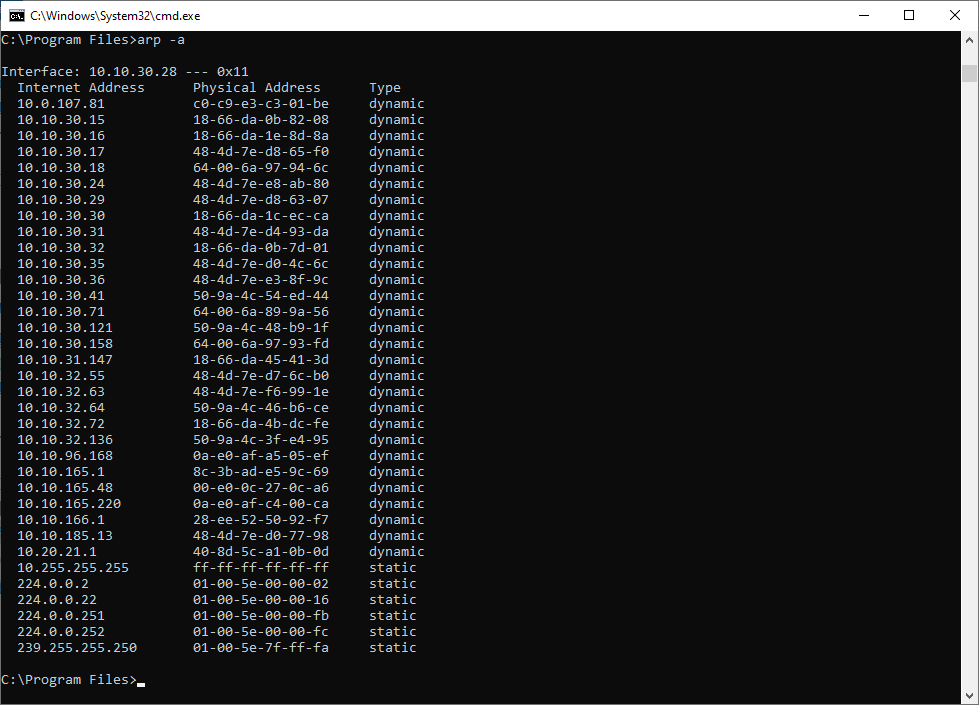 C:\Windows\System32\cmd.exe
C:\Program Files>arp -a
Interface: 10.10.30.28 --- 0x11
Internet Address Physical Address Type
10.0.107.81 c0-c9-e3-c3-01-be dynamic
10.10.30.15 18-66-da-0b-82-08 dynamic
10.10.30.16 18-66-da-1e-8d-8a dynamic
10.10.30.17 48-4d-7e-d8-65-f0 dynamic
10.10.30.18 64-00-6a-97-94-6c dynamic
10.10.30.24 48-4d-7e-e8-ab-80 dynamic
10.10.30.29 48-4d-7e-d8-63-07 dynamic
10.10.30.30 18-66-da-1c-ec-ca dynamic
10.10.30.31 48-4d-7e-d4-93-da dynamic
10.10.30.32 18-66-da-0b-7d-01 dynamic
10.10.30.35 48-4d-7e-d0-4c-6c dynamic
10.10.30.36 48-4d-7e-e3-8f-9c dynamic
10.10.30.41 50-9a-4c-54-ed-44 dynamic
10.10.30.71 64-00-6a-89-9a-56 dynamic
10.10.30.121 50-9a-4c-48-b9-1f dynamic
10.10.30.158 64-00-6a-97-93-fd dynamic
10.10.31.147 18-66-da-45-41-3d dynamic
10.10.32.55 48-4d-7e-d7-6c-b0 dynamic
10.10.32.63 48-4d-7e-f6-99-1e dynamic
10.10.32.64 50-9a-4c-46-b6-ce dynamic
10.10.32.72 18-66-da-4b-dc-fe dynamic
10.10.32.136 50-9a-4c-3f-e4-95 dynamic
10.10.96.168 0a-e0-af-a5-05-ef dynamic
10.10.165.1 8c-3b-ad-e5-9c-69 dynamic
10.10.165.48 00-e0-0c-27-0c-a6 dynamic
10.10.165.220 0a-e0-af-c4-00-ca dynamic
10.10.166.1 28-ee-52-50-92-f7 dynamic
10.10.185.13 48-4d-7e-d0-77-98 dynamic
10.20.21.1 40-8d-5c-a1-0b-0d dynamic
10.255.255.255 ff-ff-ff-ff-ff-ff static
224.0.0.2 01-00-5e-00-00-02 static
224.0.0.22 01-00-5e-00-00-16 static
224.0.0.251 01-00-5e-00-00-fb static
224.0.0.252 01-00-5e-00-00-fc static
239.255.255.250 01-00-5e-7f-ff-fa static
C:\Program Files>